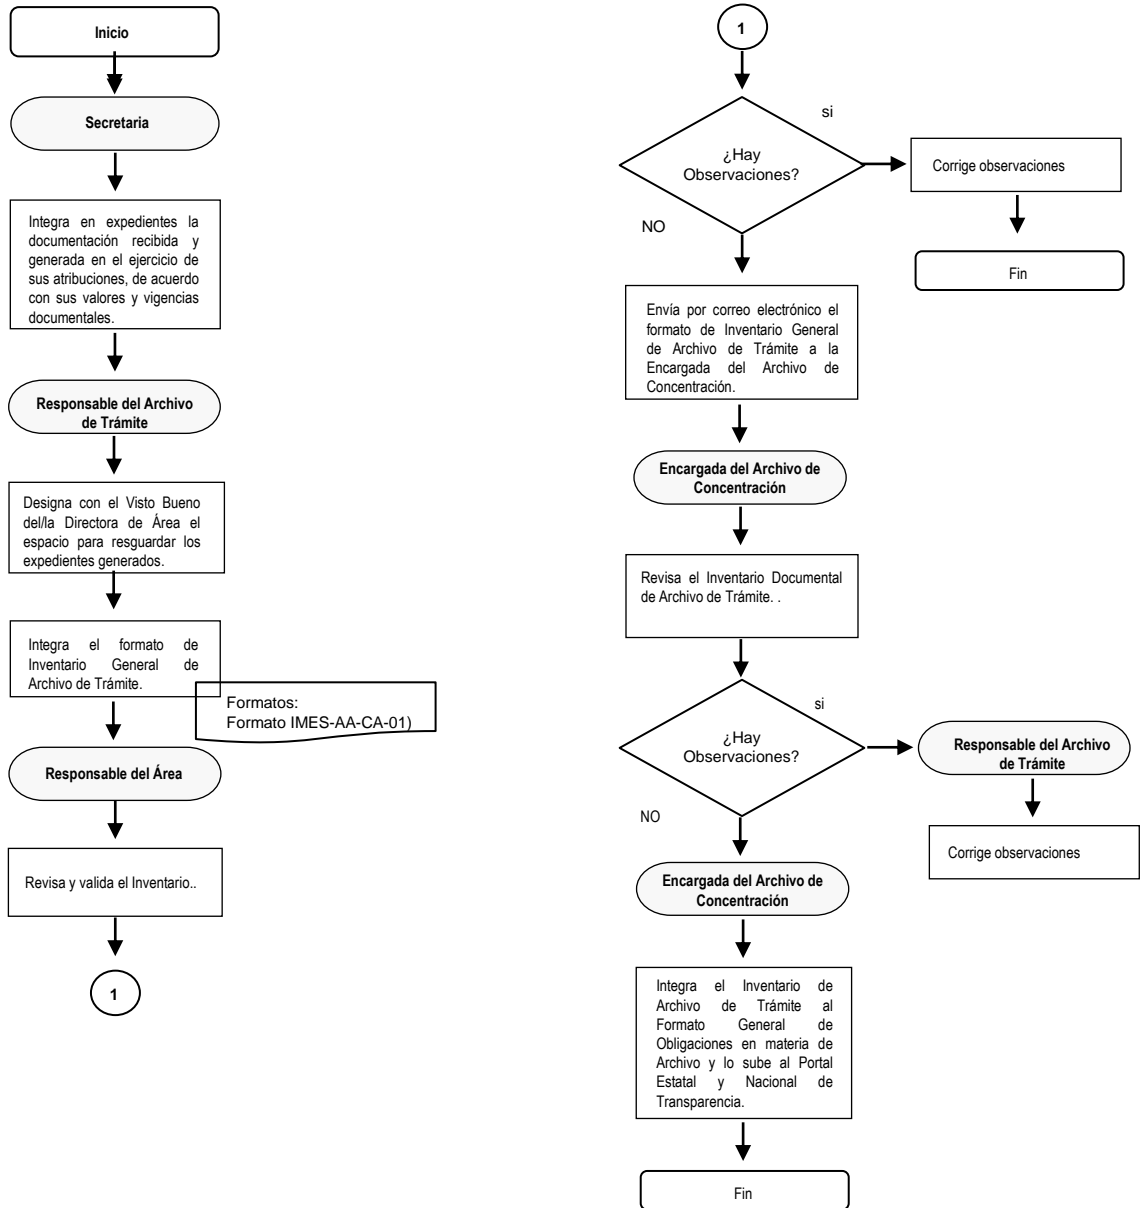 Inicio
Secretaria
Integra en expedientes la
documentación recibida y
generada en el ejercicio de
sus atribuciones, de acuerdo
con sus valores y vigencias
documentales.
Responsable del Archivo
de Trámite
Designa con el Visto Bueno
del/la Directora de Área el
espacio para resguardar los
expedientes generados.
Integra el formato de
Inventario General de
Archivo de Trámite.
Formatos:
Formato IMES-AA-CA-01)
Responsable del Área
Revisa y valida el Inventario..
1
1
¿Hay
Observaciones?
si
Corrige observaciones
Fin
NO
Envía por correo electrónico el
formato de Inventario General
de Archivo de Trámite a la
Encargada del Archivo de
Concentración.
Encargada del Archivo de
Concentración
Revisa el Inventario Documental
de Archivo de Trámite. .
¿Hay
Observaciones?
si
Responsable del Archivo
de Trámite
Corrige observaciones
NO
Encargada del Archivo de
Concentración
Integra el Inventario de
Archivo de Trámite al
Formato General de
Obligaciones en materia de
Archivo y lo sube al Portal
Estatal y Nacional de
Transparencia.
Fin